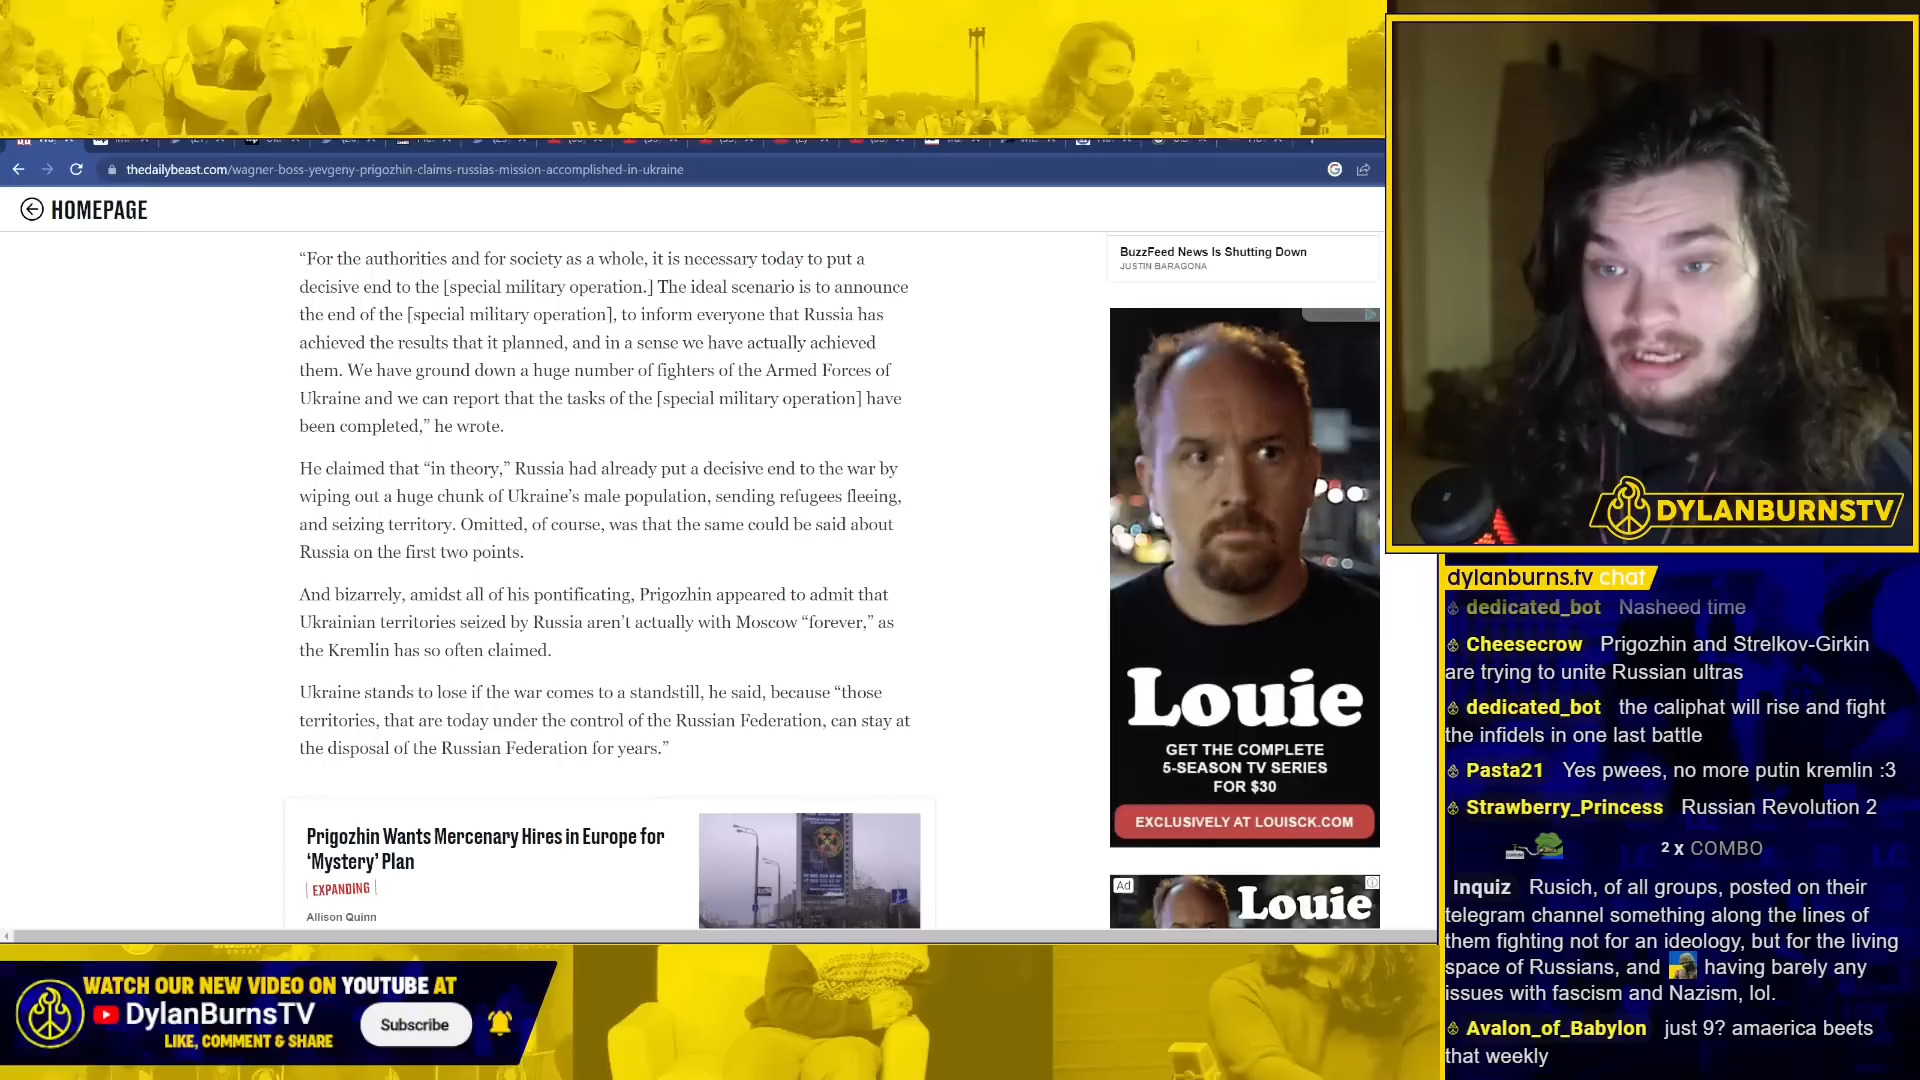 thedailybeast.com/wagner-boss-yevgeny-prigozhin-claims-russias-mission-accomplished-in-ukraine
HOMEPAGE
“For the authorities and for society as a whole, it is necessary today to put a
decisive end to the [special military operation.] The ideal scenario is to announce
the end of the [special military operation], to inform everyone that Russia has
achieved the results that it planned, and in a sense we have actually achieved
them. We have ground down a huge number of fighters of the Armed Forces of
Ukraine and we can report that the tasks of the [special military operation] have
been completed,” he wrote.
He claimed that “in theory,” Russia had already put a decisive end to the war by
wiping out a huge chunk of Ukraine’s male population, sending refugees fleeing,
and seizing territory. Omitted, of course, was that the same could be said about
Russia on the first two points.
And bizarrely, amidst all of his pontificating, Prigozhin appeared to admit that
Ukrainian territories seized by Russia aren’t actually with Moscow “forever,” as
the Kremlin has so often claimed.
Ukraine stands to lose if the war comes to a standstill, he said, because “those
territories, that are today under the control of the Russian Federation, can stay at
the disposal of the Russian Federation for years.”
Prigozhin Wants Mercenary Hires in Europe for
‘Mystery’ Plan
EXPANDING
Allison Quinn
BuzzFeed News Is Shutting Down
JUSTIN BARAGONA
Louie
GET THE COMPLETE
5-SEASON TV SERIES
FOR $30
EXCLUSIVELY AT LOUISCK.COM
Ad
Louie
DYLANBURNSTV
dylanburns.tv chat
dedicated_bot Nasheed time
Cheesecrow Prigozhin and Strelkov-Girkin
are trying to unite Russian ultras
dedicated_bot the caliphat will rise and fight
the infidels in one last battle
Pasta21 Yes pwees, no more putin kremlin :3
Strawberry_Princess Russian Revolution 2
2 x COMBO
Inquiz Rusich, of all groups, posted on their
telegram channel something along the lines of
them fighting not for an ideology, but for the living
space of Russians, and having barely any
issues with fascism and Nazism, lol.
Avalon_of_Babylon just 9? amaerica beets
that weekly
WATCH OUR NEW VIDEO ON YOUTUBE AT
DylanBurnsTV
Subscribe
LIKE, COMMENT & SHARE